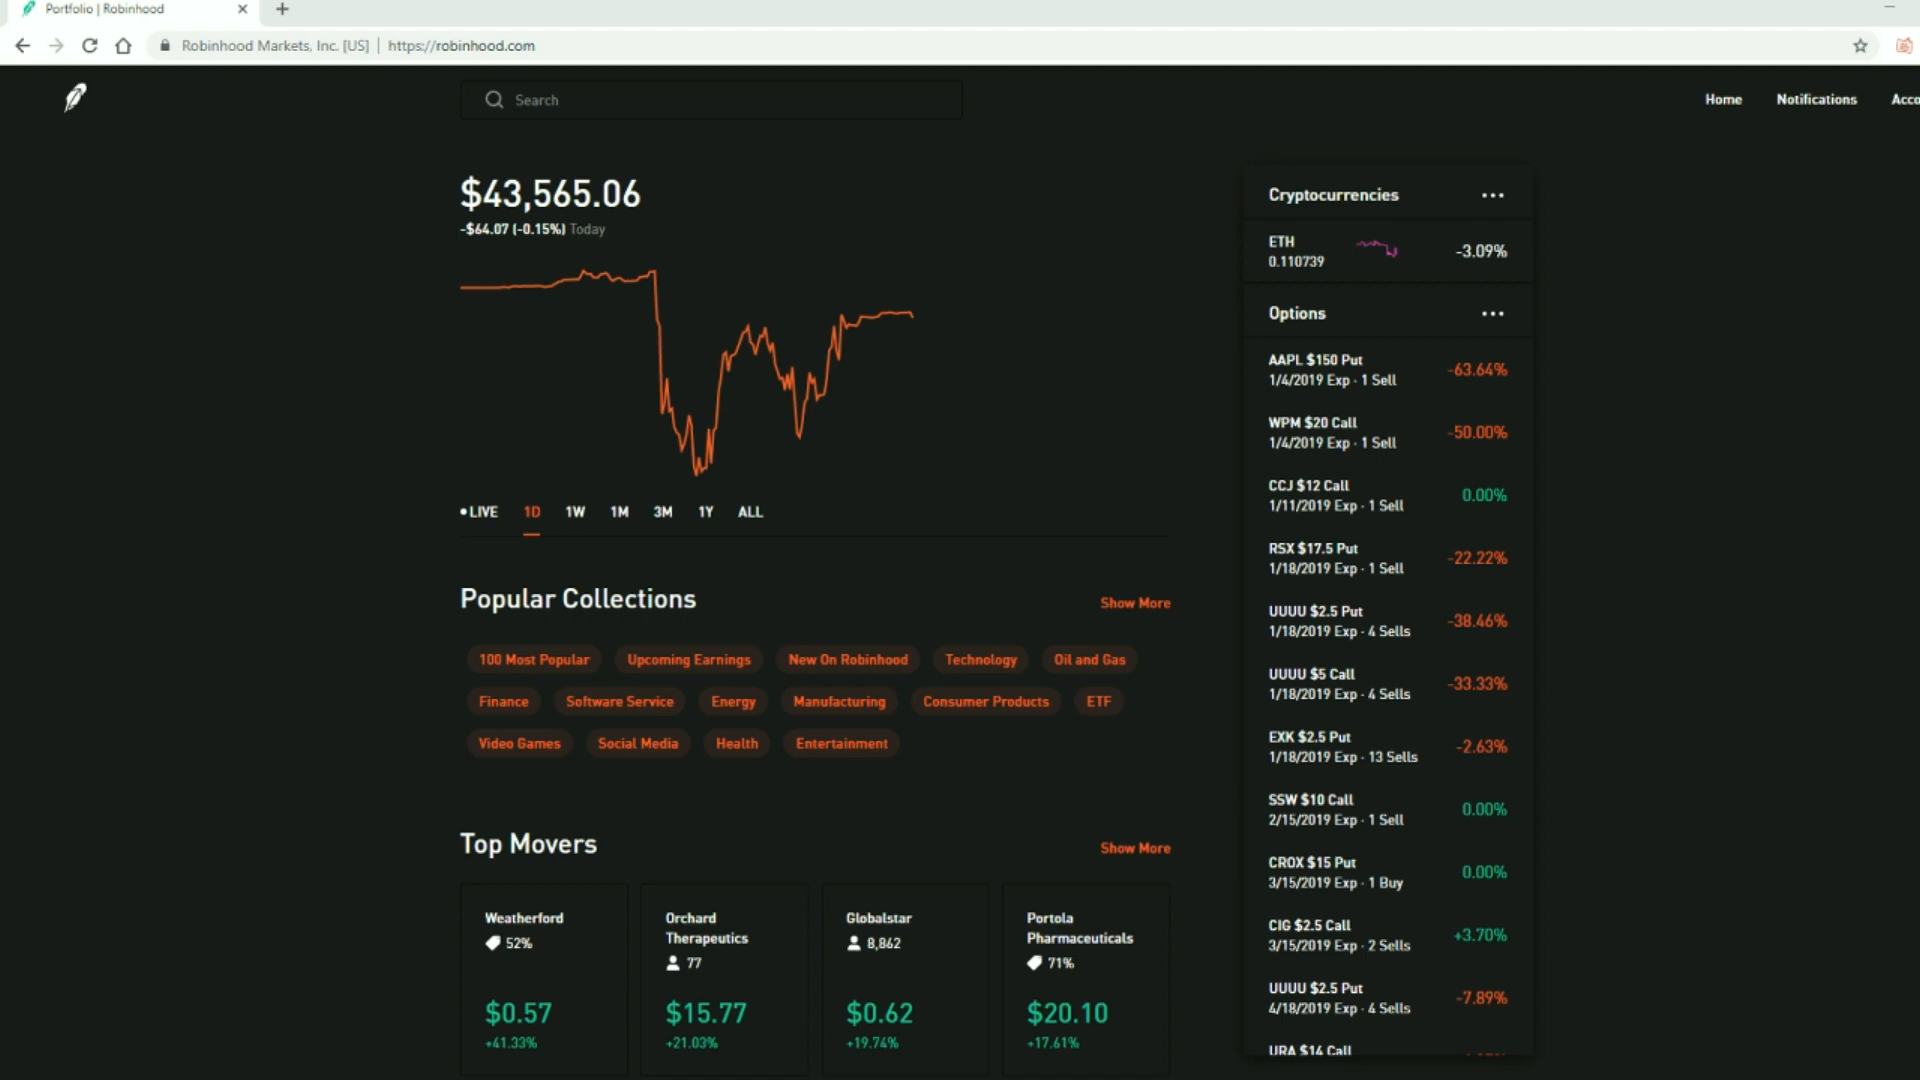 Portfolio | Robinhood
Robinhood Markets, Inc. [US] | https://robinhood.com
Search
Home Notifications Acco
$43,565.06
-$64.07 (-0.15%) Today
LIVE 1D 1W 1M 3M 1Y ALL
Popular Collections
Show More
100 Most Popular Upcoming Earnings New On Robinhood Technology Oil and Gas
Finance Software Service Energy Manufacturing Consumer Products ETF
Video Games Social Media Health Entertainment
Top Movers
Show More
Weatherford
52%
$0.57
+41.33%
Orchard
Therapeutics
77
$15.77
+21.03%
Globalstar
8,862
$0.62
+19.74%
Portola
Pharmaceuticals
71%
$20.10
+17.61%
Cryptocurrencies
ETH
0.110739
-3.09%
Options
AAPL $150 Put
1/4/2019 Exp · 1 Sell
-63.64%
WPM $20 Call
1/4/2019 Exp · 1 Sell
-50.00%
CCJ $12 Call
1/11/2019 Exp · 1 Sell
0.00%
RSX $17.5 Put
1/18/2019 Exp · 1 Sell
-22.22%
UUUU $2.5 Put
1/18/2019 Exp · 4 Sells
-38.46%
UUUU $5 Call
1/18/2019 Exp · 4 Sells
-33.33%
EXK $2.5 Put
1/18/2019 Exp · 13 Sells
-2.63%
SSW $10 Call
2/15/2019 Exp · 1 Sell
0.00%
CROX $15 Put
3/15/2019 Exp · 1 Buy
0.00%
CIG $2.5 Call
3/15/2019 Exp · 2 Sells
+3.70%
UUUU $2.5 Put
4/18/2019 Exp · 4 Sells
-7.89%
URA $14 Call